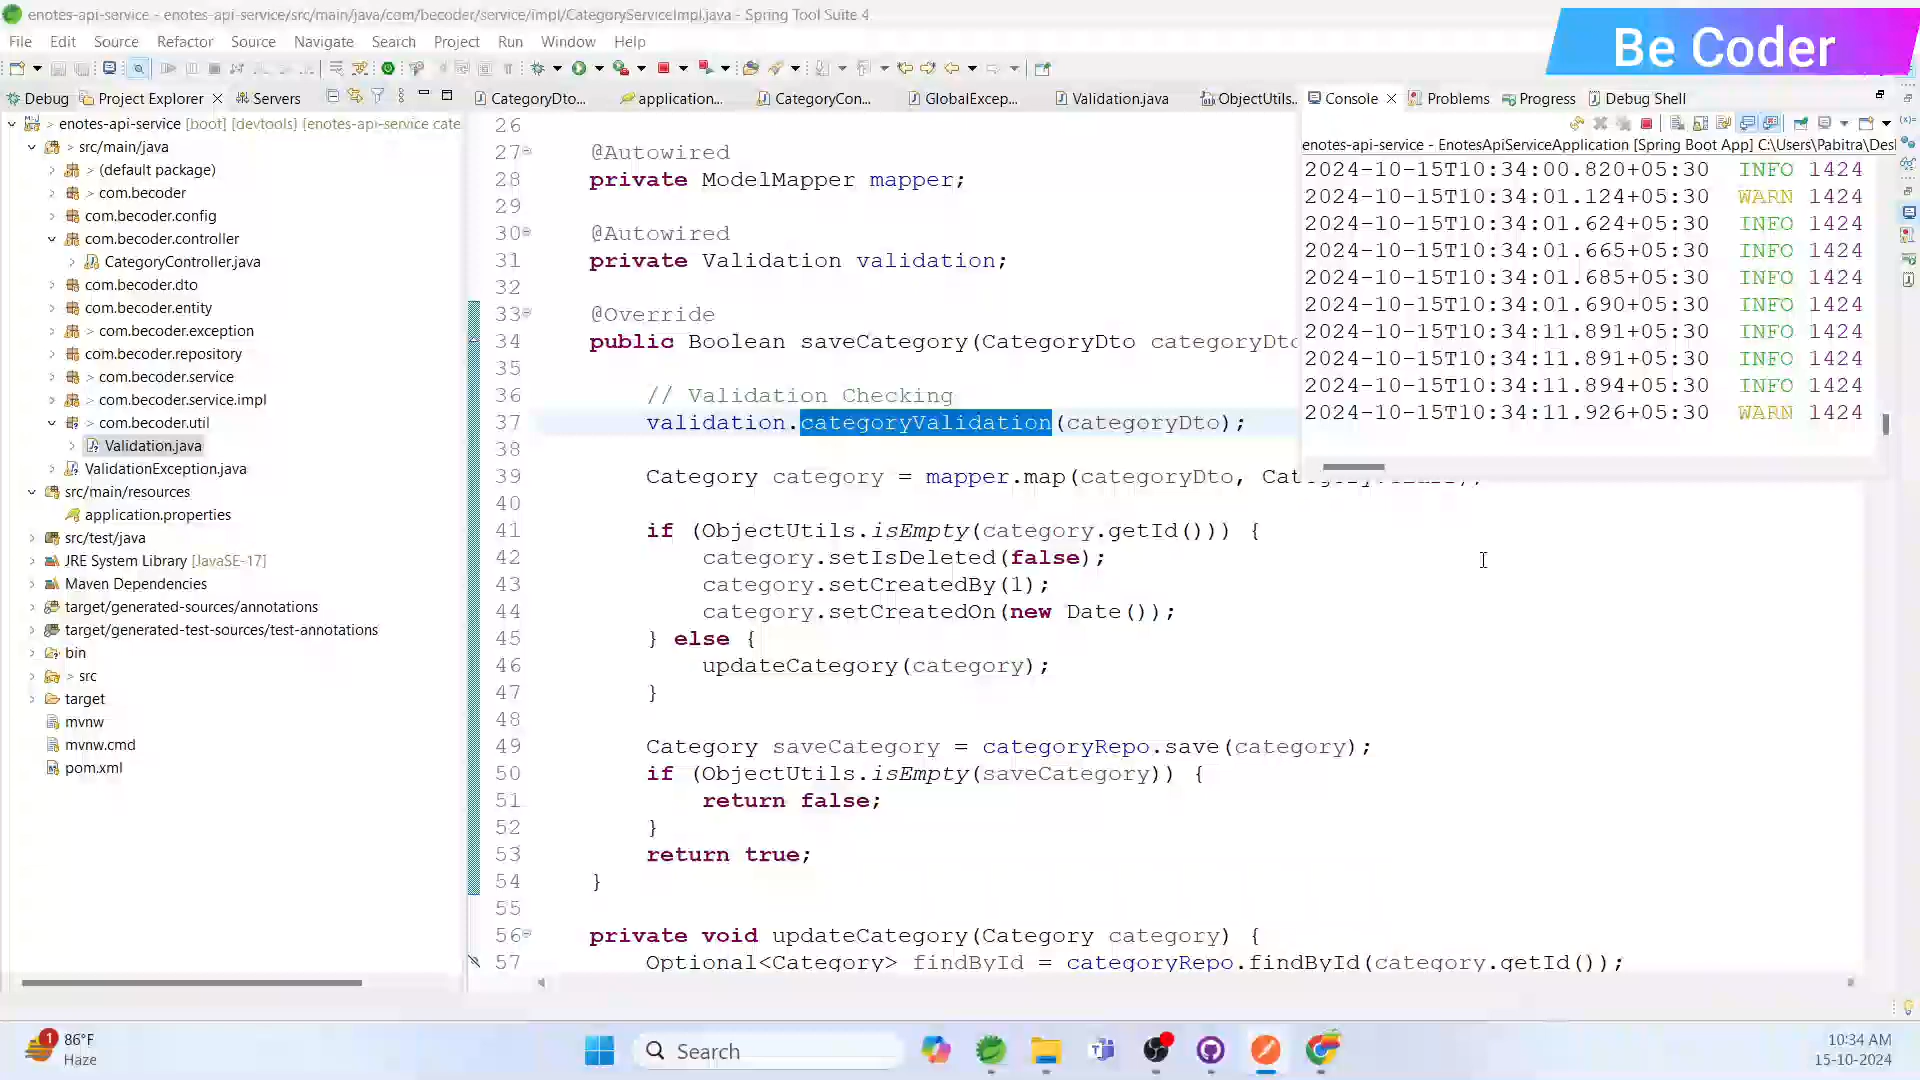 enotes-api-service - enotes-api-service/src/main/java/com/becoder/service/impl/CategoryServiceImpl.java - Spring Tool Suite 4
Be Coder
File Edit Source Refactor Source Navigate Search Project Run Window Help
Debug Project Explorer Servers
CategoryDto... application... CategoryCon... GlobalExcep... Validation.java ObjectUtils...
Console Problems Progress Debug Shell
enotes-api-service - EnotesApiServiceApplication [Spring Boot App] C:\Users\Pabitra\Des
2024-10-15T10:34:00.820+05:30 INFO 1424
2024-10-15T10:34:01.124+05:30 WARN 1424
2024-10-15T10:34:01.624+05:30 INFO 1424
2024-10-15T10:34:01.665+05:30 INFO 1424
2024-10-15T10:34:01.685+05:30 INFO 1424
2024-10-15T10:34:01.690+05:30 INFO 1424
2024-10-15T10:34:11.891+05:30 INFO 1424
2024-10-15T10:34:11.891+05:30 INFO 1424
2024-10-15T10:34:11.894+05:30 INFO 1424
2024-10-15T10:34:11.926+05:30 WARN 1424
> enotes-api-service [boot] [devtools] {enotes-api-service cate
> src/main/java
> (default package)
> com.becoder
> com.becoder.config
com.becoder.controller
CategoryController.java
com.becoder.dto
com.becoder.entity
> com.becoder.exception
com.becoder.repository
> com.becoder.service
> com.becoder.service.impl
com.becoder.util
Validation.java
ValidationException.java
src/main/resources
application.properties
src/test/java
JRE System Library [JavaSE-17]
Maven Dependencies
target/generated-sources/annotations
target/generated-test-sources/test-annotations
bin
> src
target
mvnw
mvnw.cmd
pom.xml
26
27 @Autowired
28 private ModelMapper mapper;
29
30 @Autowired
31 private Validation validation;
32
33 @Override
34 public Boolean saveCategory(CategoryDto categoryDto
35
36 // Validation Checking
37 validation.categoryValidation(categoryDto);
38
39 Category category = mapper.map(categoryDto,
40
41 if (ObjectUtils.isEmpty(category.getId())) {
42 category.setIsDeleted(false);
43 category.setCreatedBy(1);
44 category.setCreatedOn(new Date());
45 } else {
46 updateCategory(category);
47 }
48
49 Category saveCategory = categoryRepo.save(category);
50 if (ObjectUtils.isEmpty(saveCategory)) {
51 return false;
52 }
53 return true;
54 }
55
56 private void updateCategory(Category category) {
57 Optional<Category> findById = categoryRepo.findById(category.getId());
1
86°F
Haze
Search
10:34 AM
15-10-2024